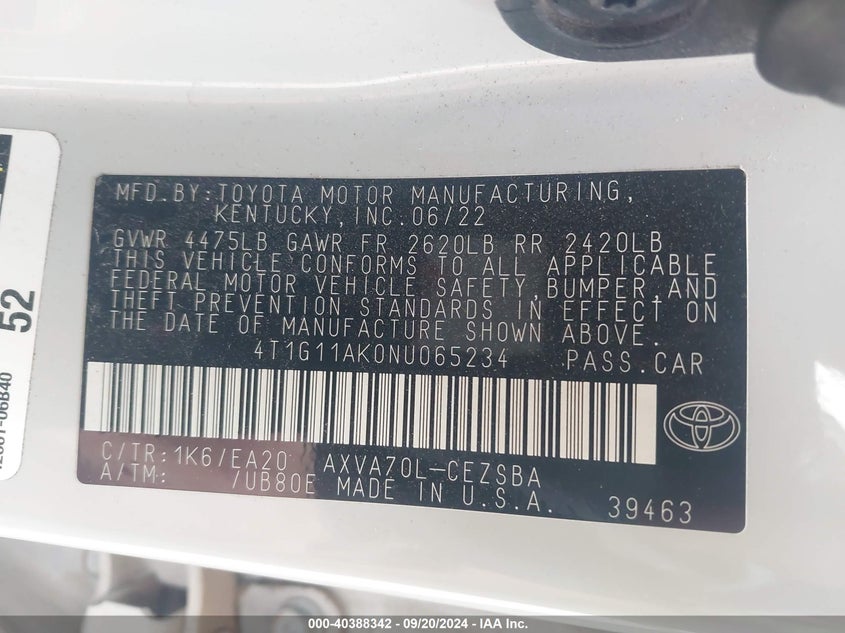 MFD.BY:TOYOTA MOTOR MANUFACTURING,
KENTUCKY,INC.06/22
GVWR 4475LB GAWR FR 2620LB RR 2420LB
THIS VEHICLE CONFORMS TO ALL APPLICABLE
FEDERAL MOTOR VEHICLE SAFETY,BUMPER,AND
THEFT PREVENTION STANDARDS IN EFFECT ON
THE DATE OF MANUFACTURE SHOWN ABOVE.
4T1G11AK0NU065234 PASS.CAR
C/TR:1K6/EA20 AXVA70L-CEZSBA
A/TM: /UB80E MADE IN U.S.A.
39463
52
000-40388342 - 09/20/2024 - IAA Inc.